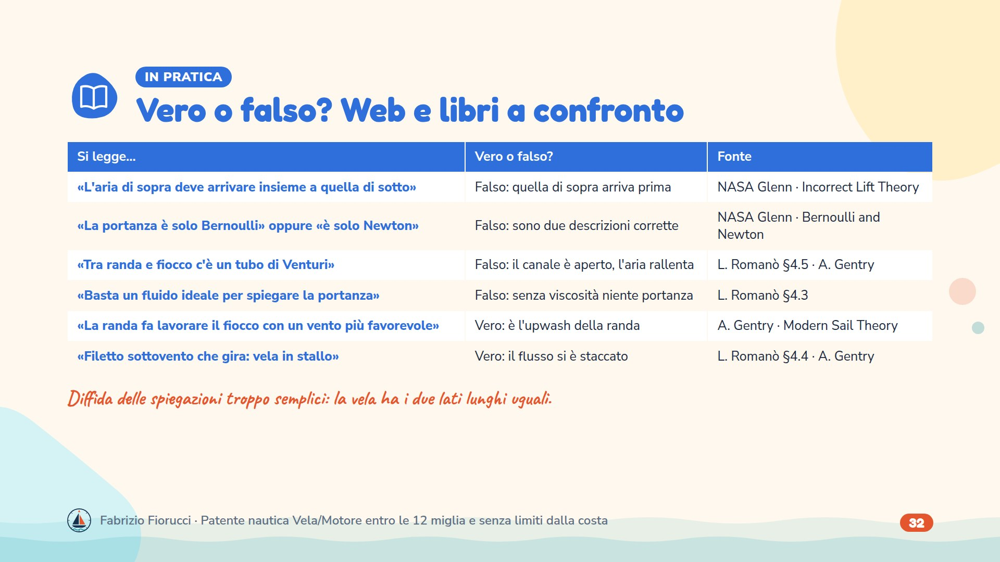 IN PRATICA
Vero o falso? Web e libri a confronto
Si legge... Vero o falso? Fonte
«L'aria di sopra deve arrivare insieme a quella di sotto» Falso: quella di sopra arriva prima NASA Glenn · Incorrect Lift Theory
«La portanza è solo Bernoulli» oppure «è solo Newton» Falso: sono due descrizioni corrette NASA Glenn · Bernoulli and
Newton
«Tra randa e fiocco c'è un tubo di Venturi» Falso: il canale è aperto, l'aria rallenta L. Romanò §4.5 · A. Gentry
«Basta un fluido ideale per spiegare la portanza» Falso: senza viscosità niente portanza L. Romanò §4.3
«La randa fa lavorare il fiocco con un vento più favorevole» Vero: è l'upwash della randa A. Gentry · Modern Sail Theory
«Filetto sottovento che gira: vela in stallo» Vero: il flusso si è staccato L. Romanò §4.4 · A. Gentry
Diffida delle spiegazioni troppo semplici: la vela ha i due lati lunghi uguali.
Fabrizio Fiorucci · Patente nautica Vela/Motore entro le 12 miglia e senza limiti dalla costa
32